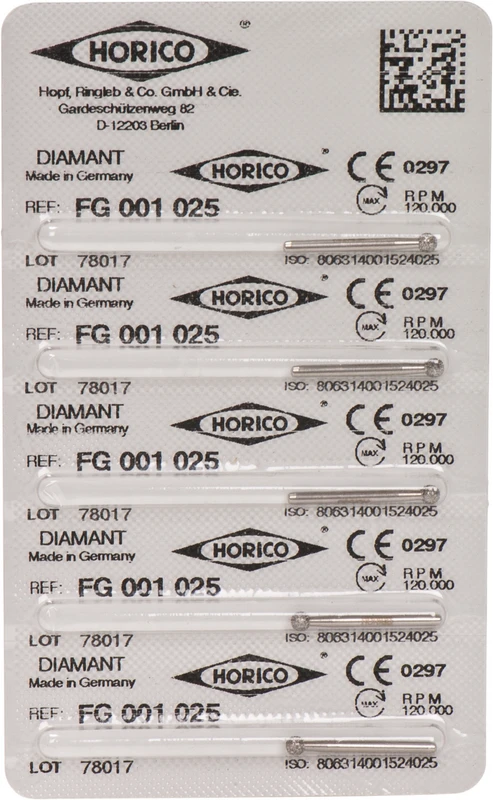 HORICO ®
Hopf, Ringleb & Co. GmbH & Cie.
Gardeschützenweg 82
D-12203 Berlin
DIAMANT HORICO ® CE 0297
Made in Germany
REF: FG 001 025 MAX RPM 120.000
LOT 78017 ISO: 806314001524025
DIAMANT HORICO ® CE 0297
Made in Germany
REF: FG 001 025 MAX RPM 120.000
LOT 78017 ISO: 806314001524025
DIAMANT HORICO ® CE 0297
Made in Germany
REF: FG 001 025 MAX RPM 120.000
LOT 78017 ISO: 806314001524025
DIAMANT HORICO ® CE 0297
Made in Germany
REF: FG 001 025 MAX RPM 120.000
LOT 78017 ISO: 806314001524025
DIAMANT HORICO ® CE 0297
Made in Germany
REF: FG 001 025 MAX RPM 120.000
LOT 78017 ISO: 806314001524025